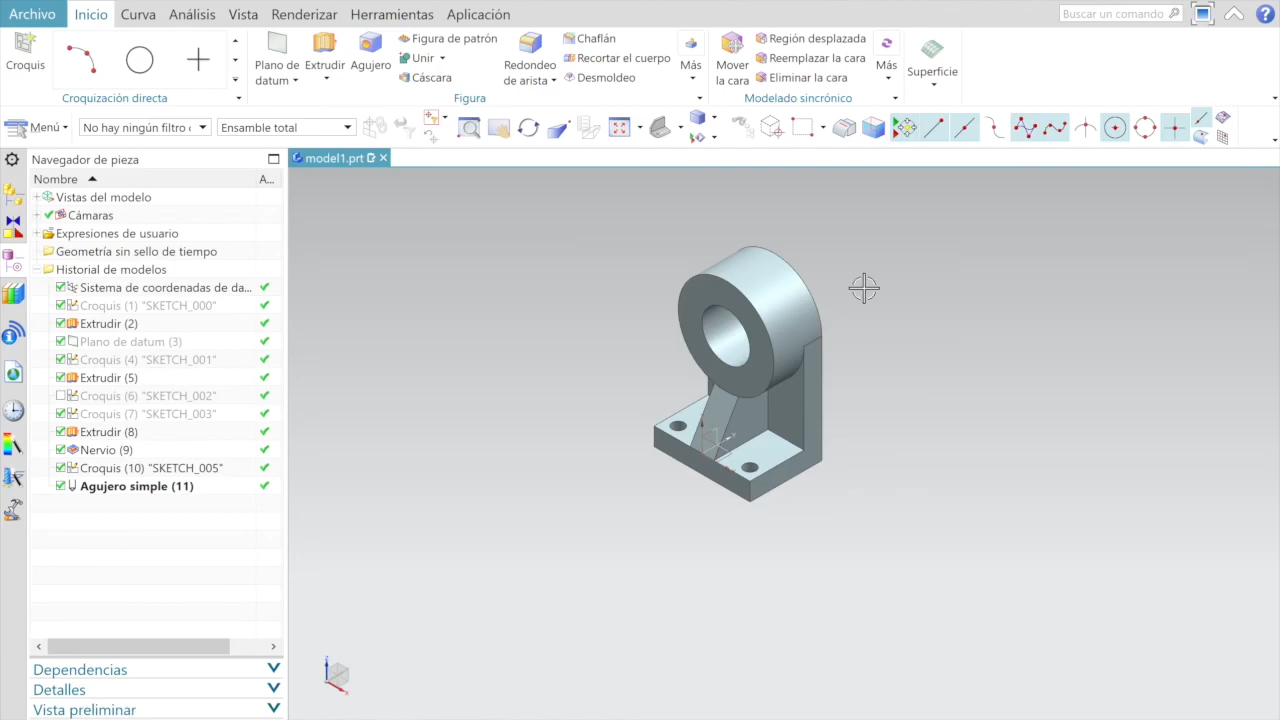 Archivo Inicio Curva Análisis Vista Renderizar Herramientas Aplicación Buscar un comando
Croquis
Croquización directa
Plano de datum
Extrudir
Agujero
Figura de patrón
Unir
Cáscara
Redondeo de arista
Chaflán
Recortar el cuerpo
Desmoldeo
Más
Figura
Mover la cara
Región desplazada
Reemplazar la cara
Eliminar la cara
Más
Modelado sincrónico
Superficie
Menú No hay ningún filtro Ensamble total
Navegador de pieza
model1.prt
Nombre A...
Vistas del modelo
Cámaras
Expresiones de usuario
Geometría sin sello de tiempo
Historial de modelos
Sistema de coordenadas de da...
Croquis (1) "SKETCH_000"
Extrudir (2)
Plano de datum (3)
Croquis (4) "SKETCH_001"
Extrudir (5)
Croquis (6) "SKETCH_002"
Croquis (7) "SKETCH_003"
Extrudir (8)
Nervio (9)
Croquis (10) "SKETCH_005"
Agujero simple (11)
Dependencias
Detalles
Vista preliminar